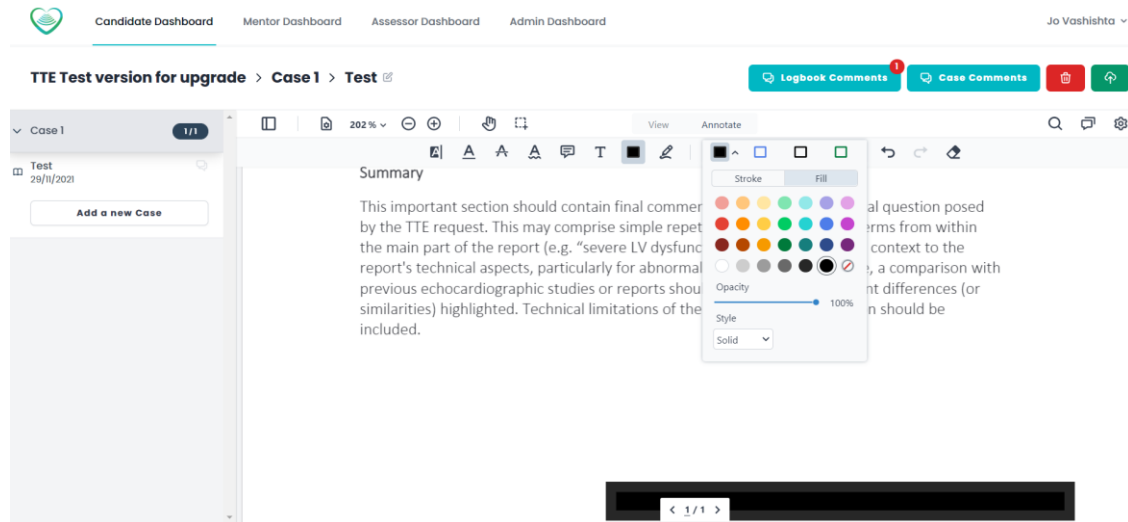 Candidate Dashboard Mentor Dashboard Assessor Dashboard Admin Dashboard Jo Vashishta
TTE Test version for upgrade > Case 1 > Test
Logbook Comments 1 Case Comments
Case 1 1/1
202 % View Annotate
Test
29/11/2021
Add a new Case
T
Stroke Fill
Opacity
100%
Style
Solid
Summary
This important section should contain final commer al question posed
by the TTE request. This may comprise simple repet erms from within
the main part of the report (e.g. “severe LV dysfunc context to the
report's technical aspects, particularly for abnormal e, a comparison with
previous echocardiographic studies or reports shou nt differences (or
similarities) highlighted. Technical limitations of the n should be
included.
< 1/1 >